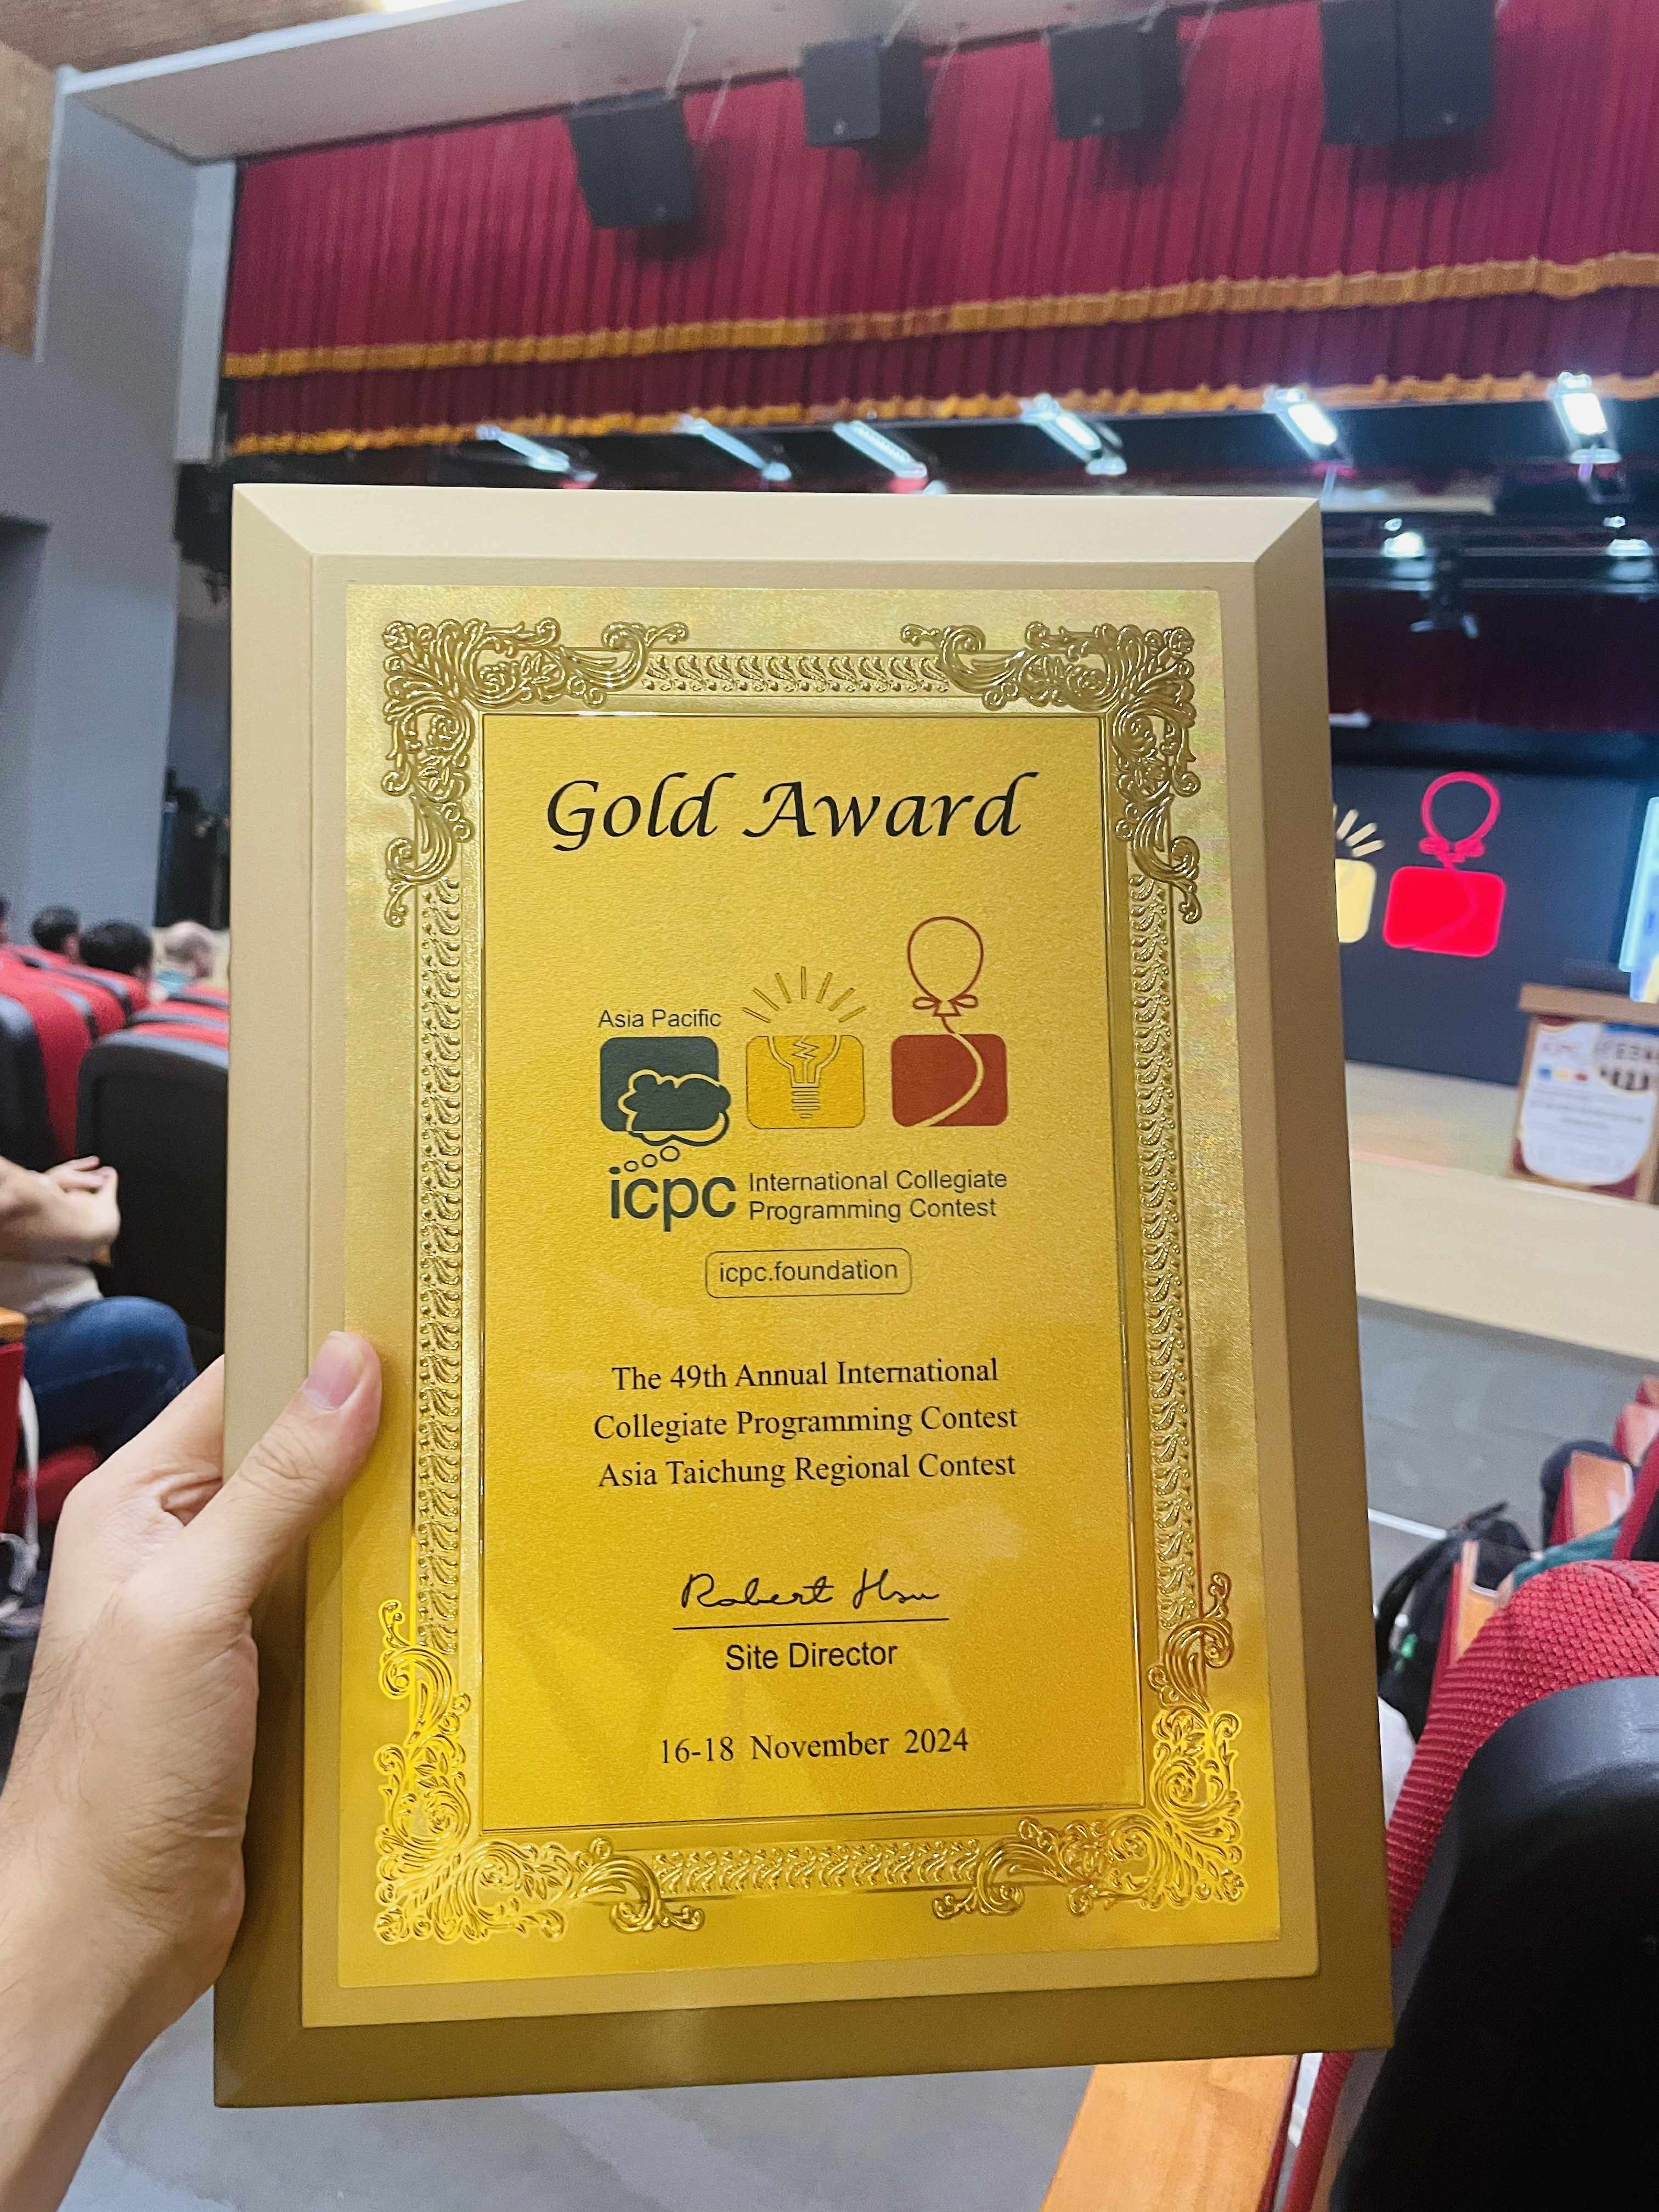 Gold Award
Asia Pacific
icpc
International Collegiate
Programming Contest
icpc.foundation
The 49th Annual International
Collegiate Programming Contest
Asia Taichung Regional Contest
Robert Hsu
Site Director
16-18 November 2024